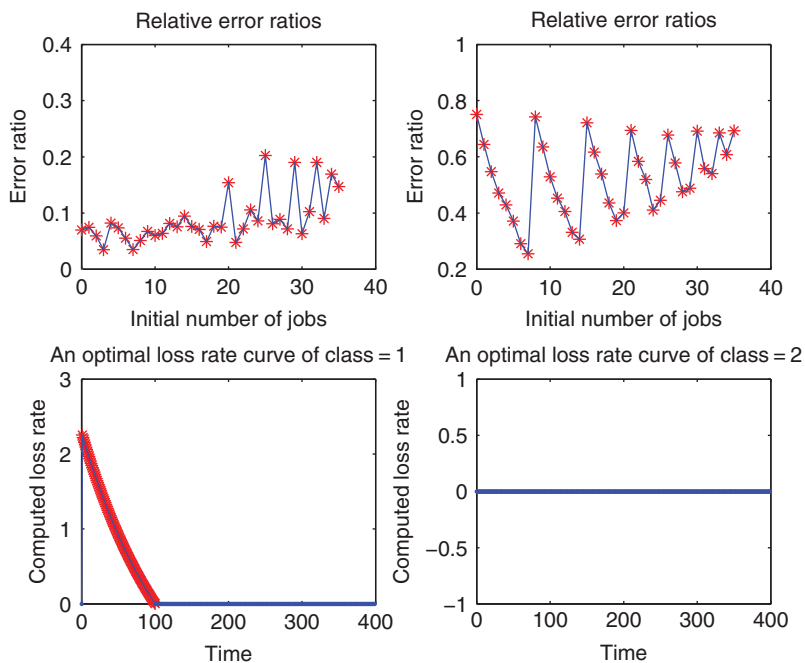 Relative error ratios
0.4
0.3
0.2
0.1
0
Error ratio
0 10 20 30 40
Initial number of jobs
Relative error ratios
1
0.8
0.6
0.4
0.2
Error ratio
0 10 20 30 40
Initial number of jobs
An optimal loss rate curve of class = 1
3
2
1
0
Computed loss rate
0 100 200 300 400
Time
An optimal loss rate curve of class = 2
1
0.5
0
−0.5
−1
Computed loss rate
0 100 200 300 400
Time